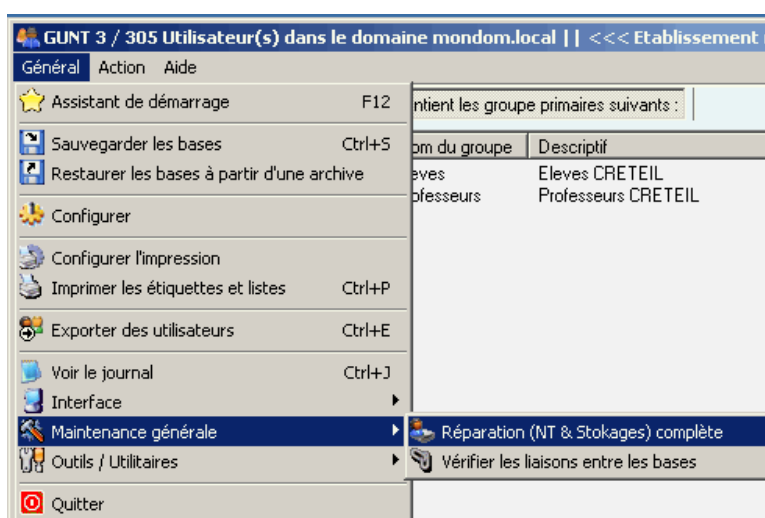 GUNT 3 / 305 Utilisateur(s) dans le domaine mondom.local || <<< Etablissement
Général Action Aide
Assistant de démarrage F12
ntient les groupe primaires suivants :
Sauvegarder les bases Ctrl+S
om du groupe Descriptif
Restaurer les bases à partir d'une archive
eves Eleves CRETEIL
ofesseurs Professeurs CRETEIL
Configurer
Configurer l'impression
Imprimer les étiquettes et listes Ctrl+P
Exporter des utilisateurs Ctrl+E
Voir le journal Ctrl+J
Interface
Maintenance générale
Réparation (NT & Stokages) complète
Outils / Utilitaires
Vérifier les liaisons entre les bases
Quitter